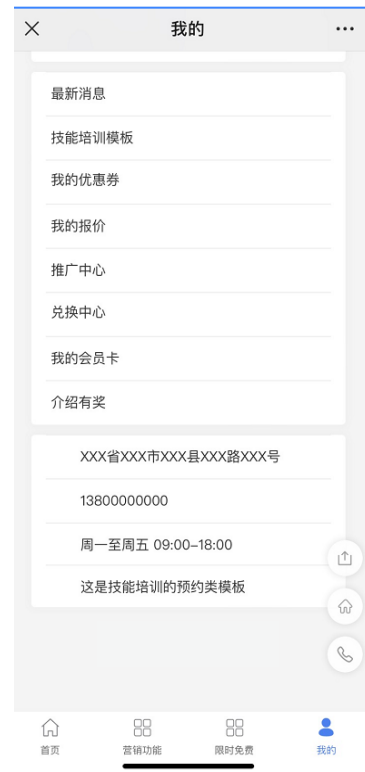 我的
最新消息
技能培训模板
我的优惠券
我的报价
推广中心
兑换中心
我的会员卡
介绍有奖
XXX省XXX市XXX县XXX路XXX号
13800000000
周一至周五 09:00-18:00
这是技能培训的预约类模板
首页
营销功能
限时免费
我的